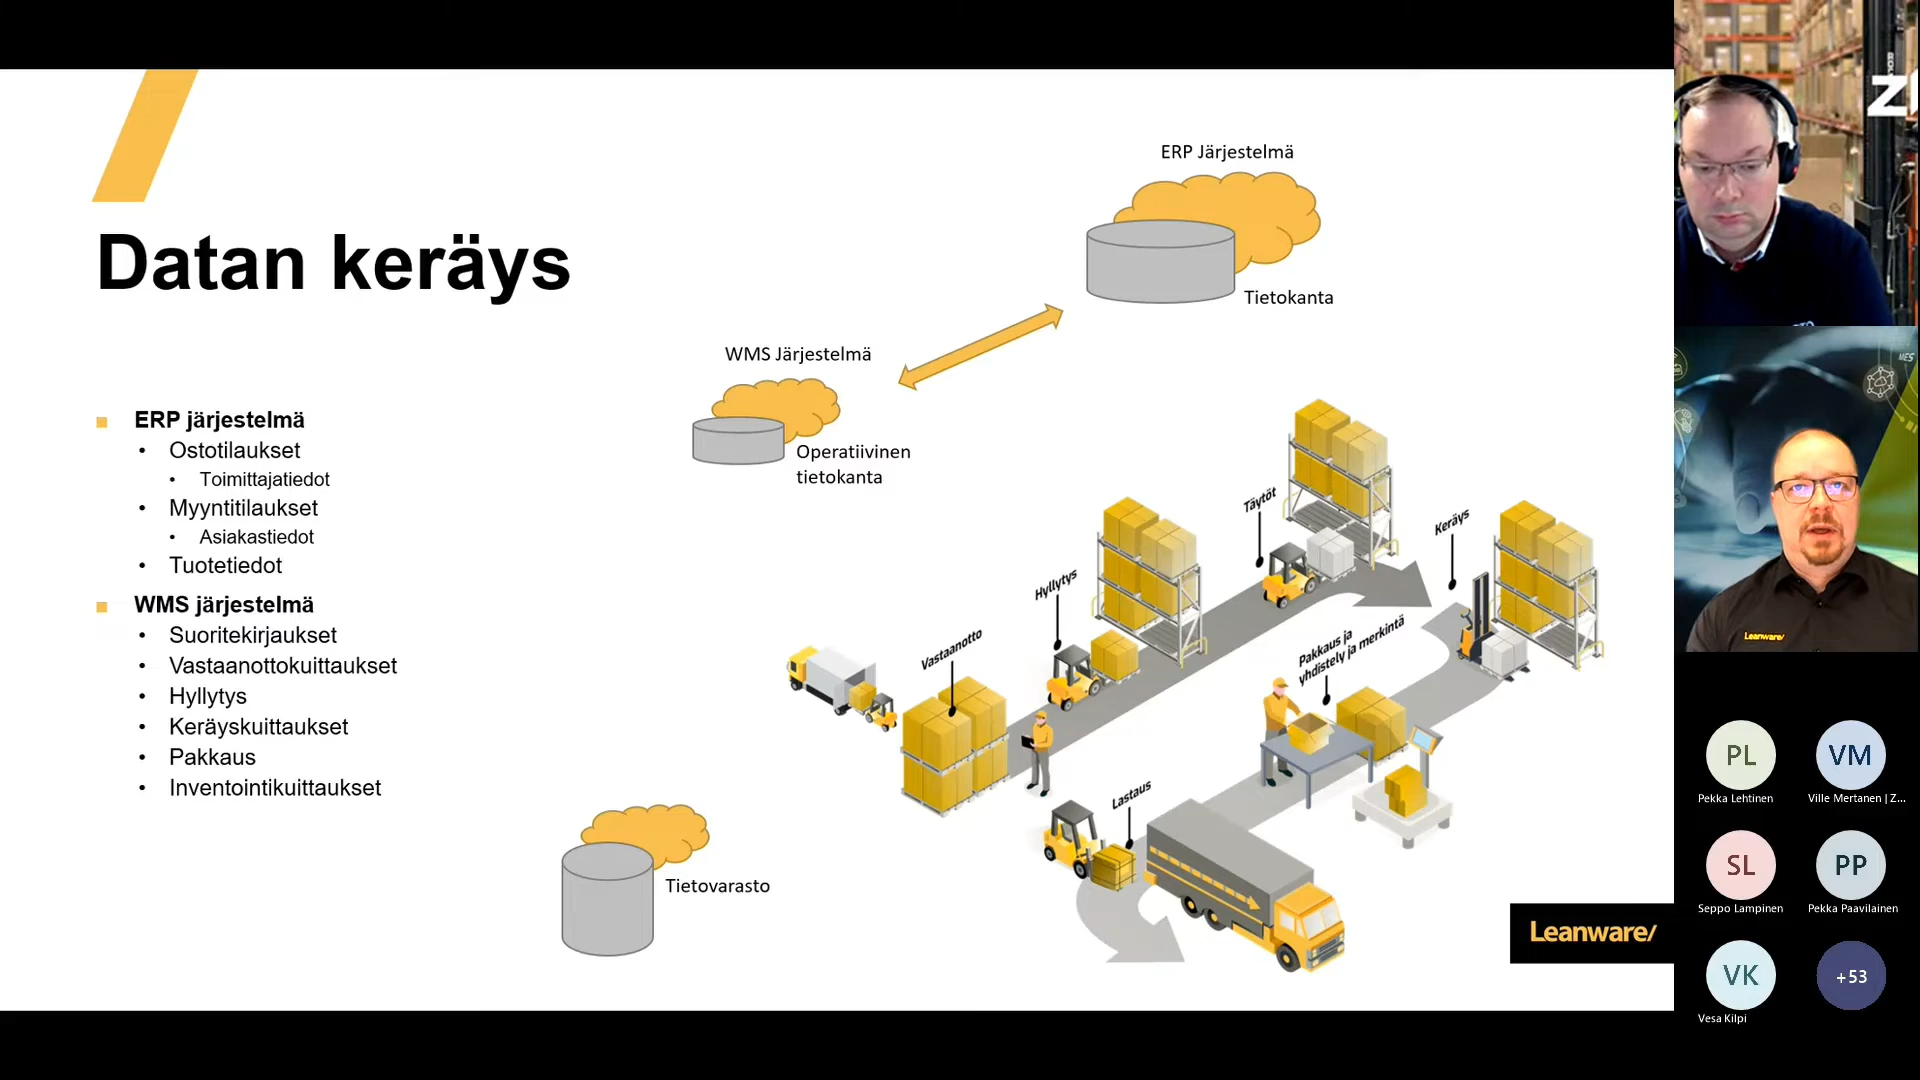 Datan keräys
ERP järjestelmä
Ostotilaukset
Toimittajatiedot
Myyntitilaukset
Asiakastiedot
Tuotetiedot
WMS järjestelmä
Suoritekirjaukset
Vastaanottokuittaukset
Hyllytys
Keräyskuittaukset
Pakkaus
Inventointikuittaukset
ERP Järjestelmä
Tietokanta
WMS Järjestelmä
Operatiivinen
tietokanta
Täytöt
Keräys
Hyllytys
Vastaanotto
Pakkaus ja
yhdistely ja merkintä
Lastaus
Tietovarasto
Leanware/
MES
Leanware/
PL
Pekka Lehtinen
VM
Ville Mertanen | Z...
SL
Seppo Lampinen
PP
Pekka Paavilainen
VK
Vesa Kilpi
+53